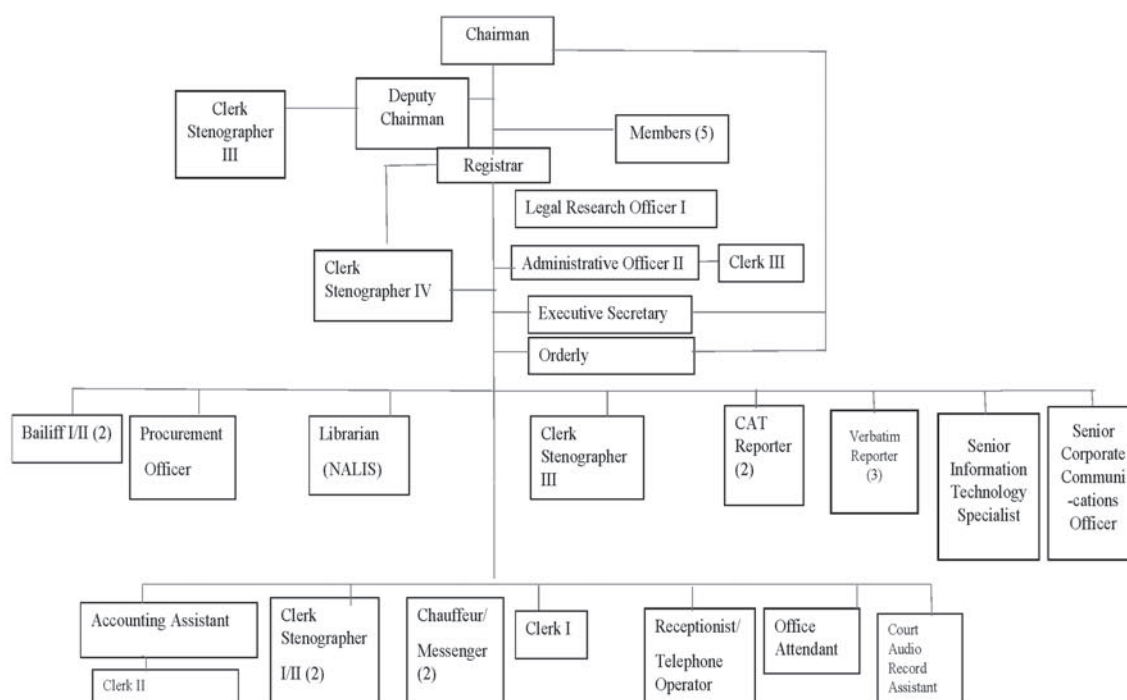 Chairman
Deputy
Chairman
Clerk
Stenographer
III
Members (5)
Registrar
Legal Research Officer I
Clerk
Stenographer IV
Administrative Officer II
Clerk III
Executive Secretary
Orderly
Bailiff I/II (2)
Procurement
Officer
Librarian
(NALIS)
Clerk
Stenographer
III
CAT
Reporter
(2)
Verbatim
Reporter
(3)
Senior
Information
Technology
Specialist
Senior
Corporate
Communi
-cations
Officer
Accounting Assistant
Clerk II
Clerk
Stenographer
I/II (2)
Chauffeur/
Messenger
(2)
Clerk I
Receptionist/
Telephone
Operator
Office
Attendant
Court
Audio
Record
Assistant